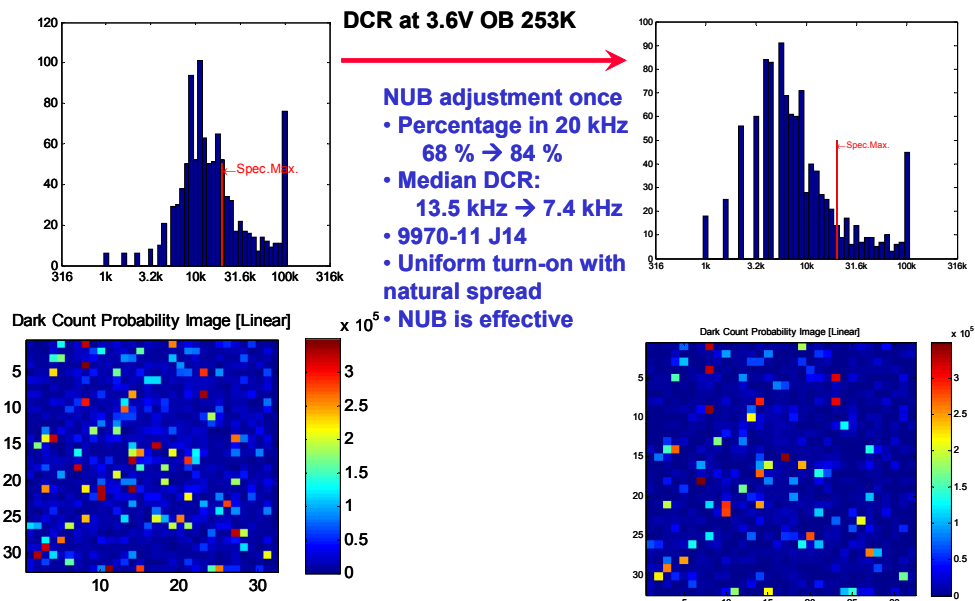 DCR at 3.6V OB 253K
120
100
80
60
40
20
0
316 1k 3.2k 10k 31.6k 100k 316k
←Spec.Max.
NUB adjustment once
• Percentage in 20 kHz
68 % → 84 %
• Median DCR:
13.5 kHz → 7.4 kHz
• 9970-11 J14
• Uniform turn-on with
natural spread
• NUB is effective
100
90
80
70
60
50
40
30
20
10
0
316 1k 3.2k 10k 31.6k 100k 316k
←Spec.Max.
Dark Count Probability Image [Linear]
x 10^5
5
10
15
20
25
30
10 20 30
3
2.5
2
1.5
1
0.5
0
Dark Count Probability Image [Linear]
x 10^5
5
10
15
20
25
30
3
2.5
2
1.5
1
0.5
0